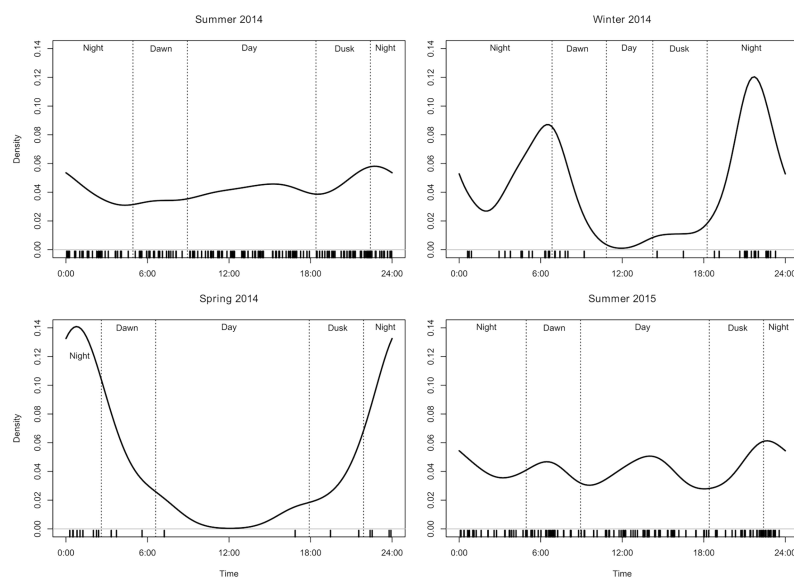 Summer 2014
Night Dawn Day Dusk Night
Density
0.14
0.12
0.10
0.08
0.06
0.04
0.02
0.00
0:00 6:00 12:00 18:00 24:00
Winter 2014
Night Dawn Day Dusk Night
0.14
0.12
0.10
0.08
0.06
0.04
0.02
0.00
0:00 6:00 12:00 18:00 24:00
Spring 2014
Dawn Day Dusk Night
Night
Density
0.14
0.12
0.10
0.08
0.06
0.04
0.02
0.00
0:00 6:00 12:00 18:00 24:00
Time
Summer 2015
Night Dawn Day Dusk Night
0.14
0.12
0.10
0.08
0.06
0.04
0.02
0.00
0:00 6:00 12:00 18:00 24:00
Time